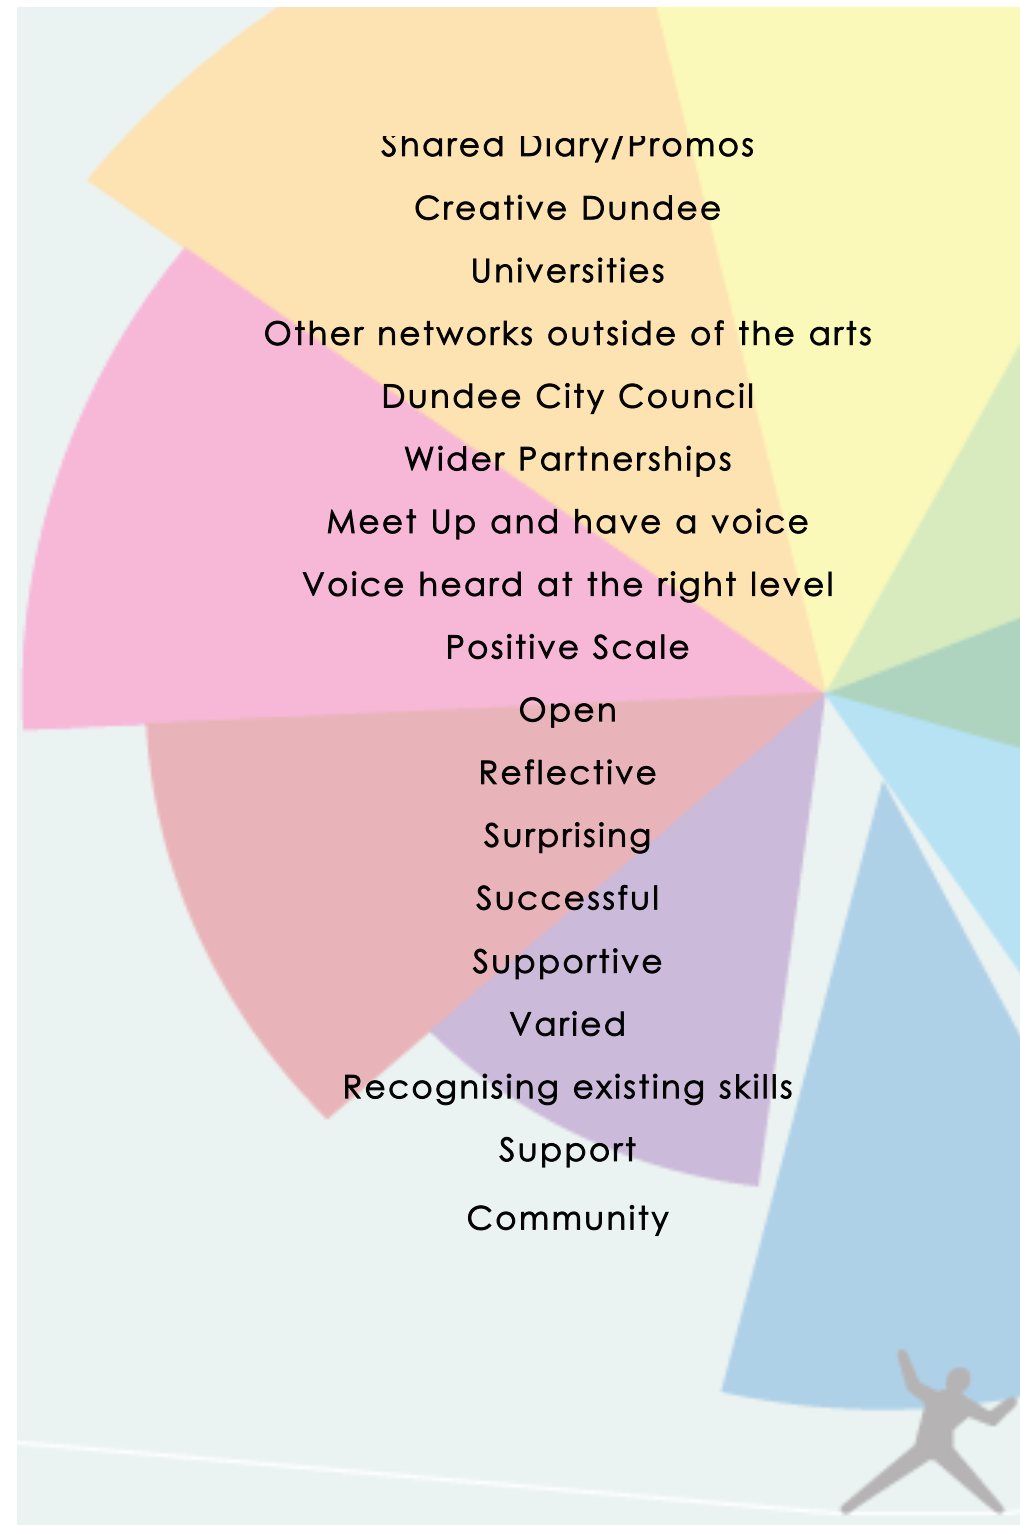 Shared Diary/Promos
Creative Dundee
Universities
Other networks outside of the arts
Dundee City Council
Wider Partnerships
Meet Up and have a voice
Voice heard at the right level
Positive Scale
Open
Reflective
Surprising
Successful
Supportive
Varied
Recognising existing skills
Support
Community